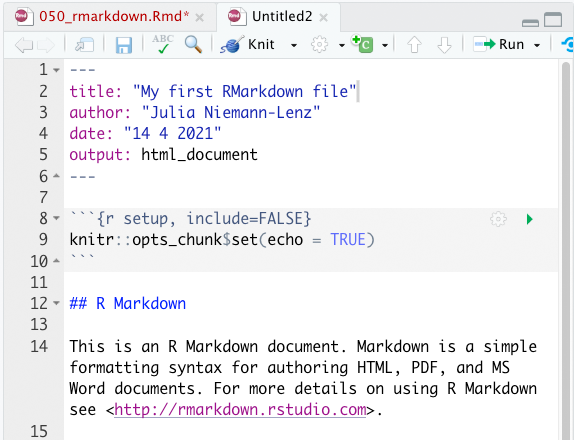 050_rmarkdown.Rmd* Untitled2
ABC Knit Run
1 ---
2 title: "My first RMarkdown file"
3 author: "Julia Niemann-Lenz"
4 date: "14 4 2021"
5 output: html_document
6 ---
7
8 ```{r setup, include=FALSE}
9 knitr::opts_chunk$set(echo = TRUE)
10 ```
11
12 ## R Markdown
13
14 This is an R Markdown document. Markdown is a simple
formatting syntax for authoring HTML, PDF, and MS
Word documents. For more details on using R Markdown
see <http://rmarkdown.rstudio.com>.
15